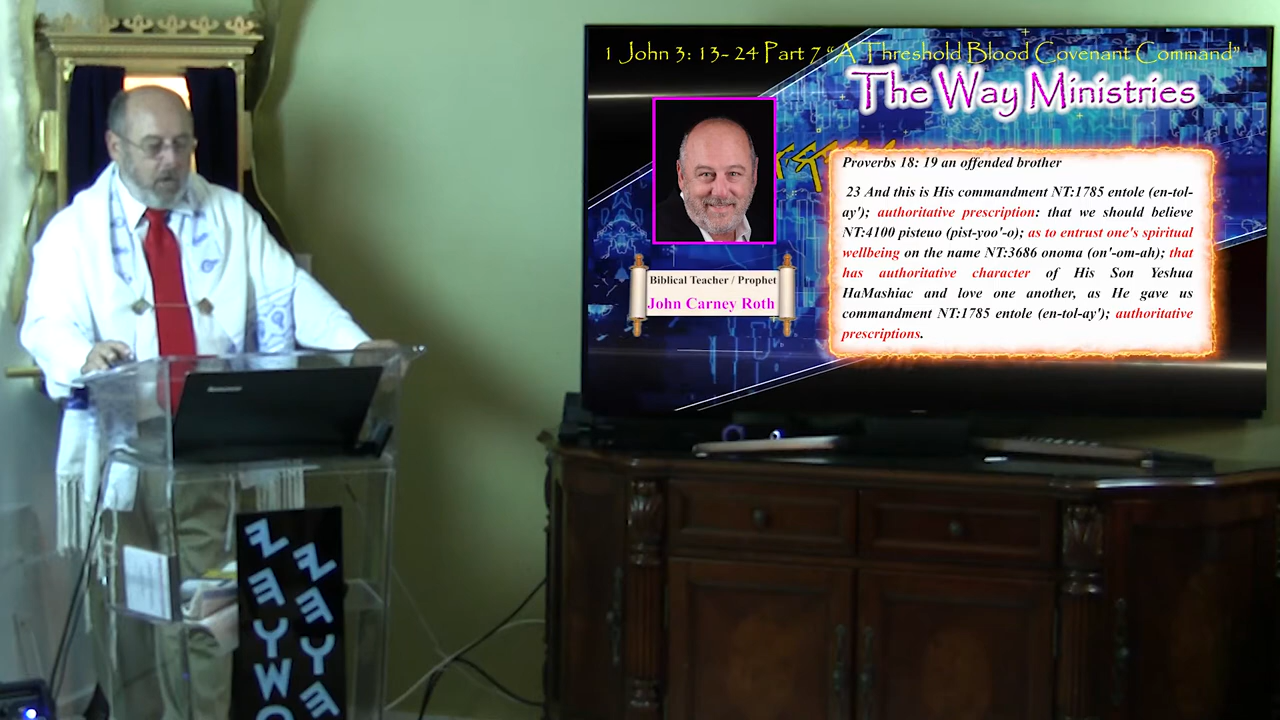 1 John 3: 13- 24 Part 7 "A Threshold Blood Covenant Command"
The Way Ministries
Proverbs 18: 19 an offended brother
23 And this is His commandment NT:1785 entole (en-tol-
ay'); authoritative prescription: that we should believe
NT:4100 pisteuo (pist-yoo'-o); as to entrust one's spiritual
wellbeing on the name NT:3686 onoma (on'-om-ah); that
has authoritative character of His Son Yeshua
HaMashiac and love one another, as He gave us
commandment NT:1785 entole (en-tol-ay'); authoritative
prescriptions.
Biblical Teacher / Prophet
John Carney Roth
lenovo